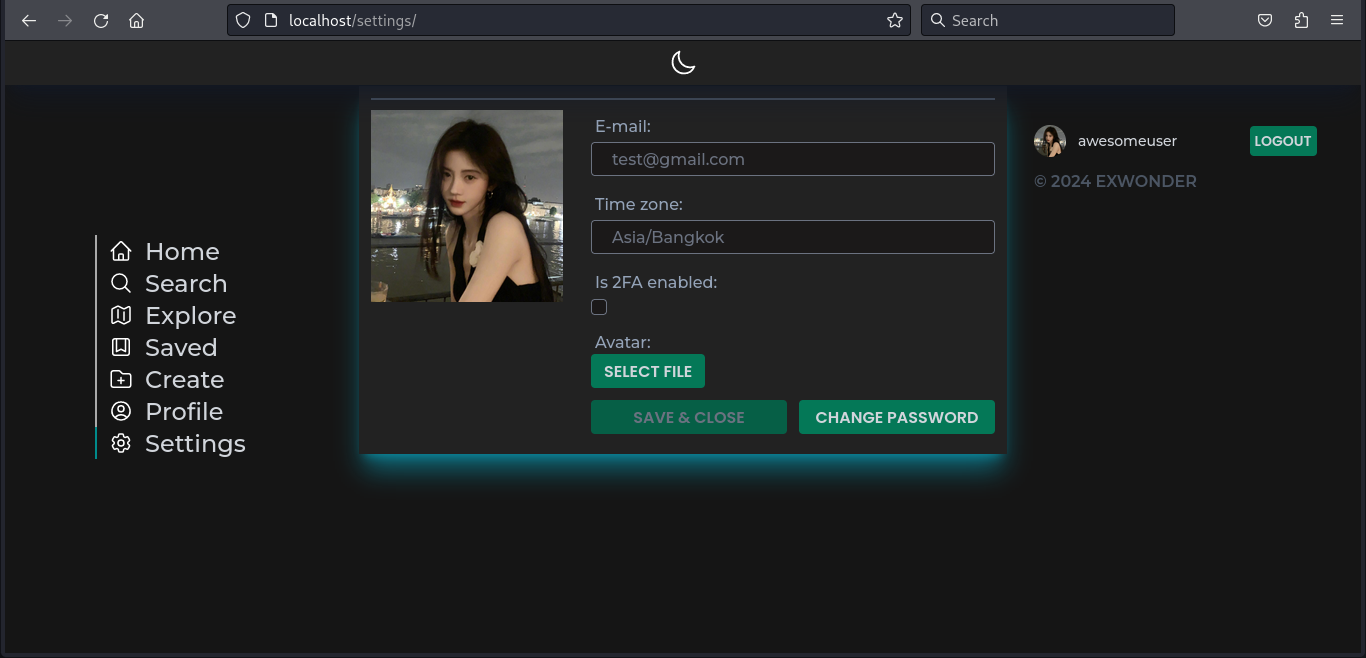 localhost/settings/
Search
Home
Search
Explore
Saved
Create
Profile
Settings
E-mail:
test@gmail.com
Time zone:
Asia/Bangkok
Is 2FA enabled:
Avatar:
SELECT FILE
SAVE & CLOSE
CHANGE PASSWORD
awesomeuser
LOGOUT
© 2024 EXWONDER